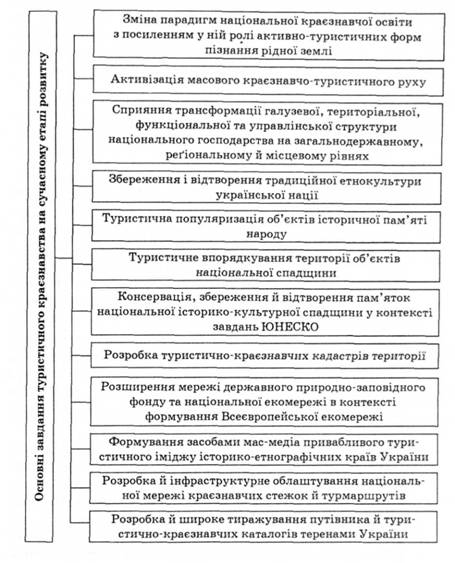 Основні завдання туристичного краєзнавства на сучасному етапі розвитку
Зміна парадигм національної краєзнавчої освіти
з посиленням у ній ролі активно-туристичних форм
пізнання рідної землі
Активізація масового краєзнавчо-туристичного руху
Сприяння трансформації галузевої, територіальної,
функціональної та управлінської структури
національного господарства на загальнодержавному,
реґіональному й місцевому рівнях
Збереження і відтворення традиційної етнокультури
української нації
Туристична популяризація об’єктів історичної пам’яті
народу
Туристичне впорядкування території об’єктів
національної спадщини
Консервація, збереження й відтворення пам’яток
національної історико-культурної спадщини у контексті
завдань ЮНЕСКО
Розробка туристично-краєзнавчих кадастрів території
Розширення мережі державного природно-заповідного
фонду та національної екомережі в контексті
формування Всеєвропейської екомережі
Формування засобами мас-медіа привабливого тури-
стичного іміджу історико-етнографічних країв України
Розробка й інфраструктурне облаштування національ-
ної мережі краєзнавчих стежок й турмаршрутів
Розробка й широке тиражування путівника й тури-
стично-краєзнавчих каталогів теренами України